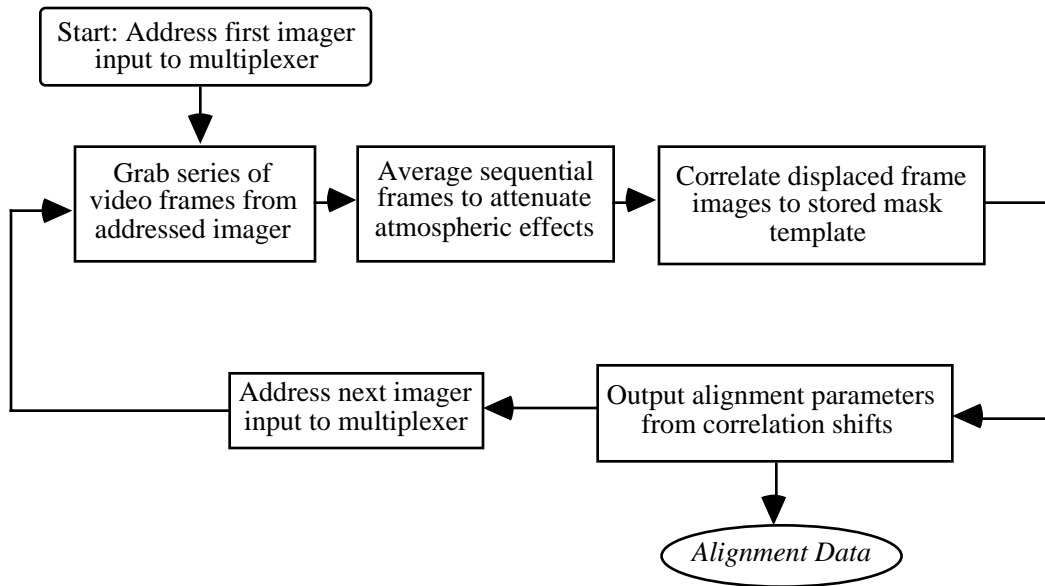 Start: Address first imager
input to multiplexer
Grab series of
video frames from
addressed imager
Average sequential
frames to attenuate
atmospheric effects
Correlate displaced frame
images to stored mask
template
Output alignment parameters
from correlation shifts
Address next imager
input to multiplexer
Alignment Data